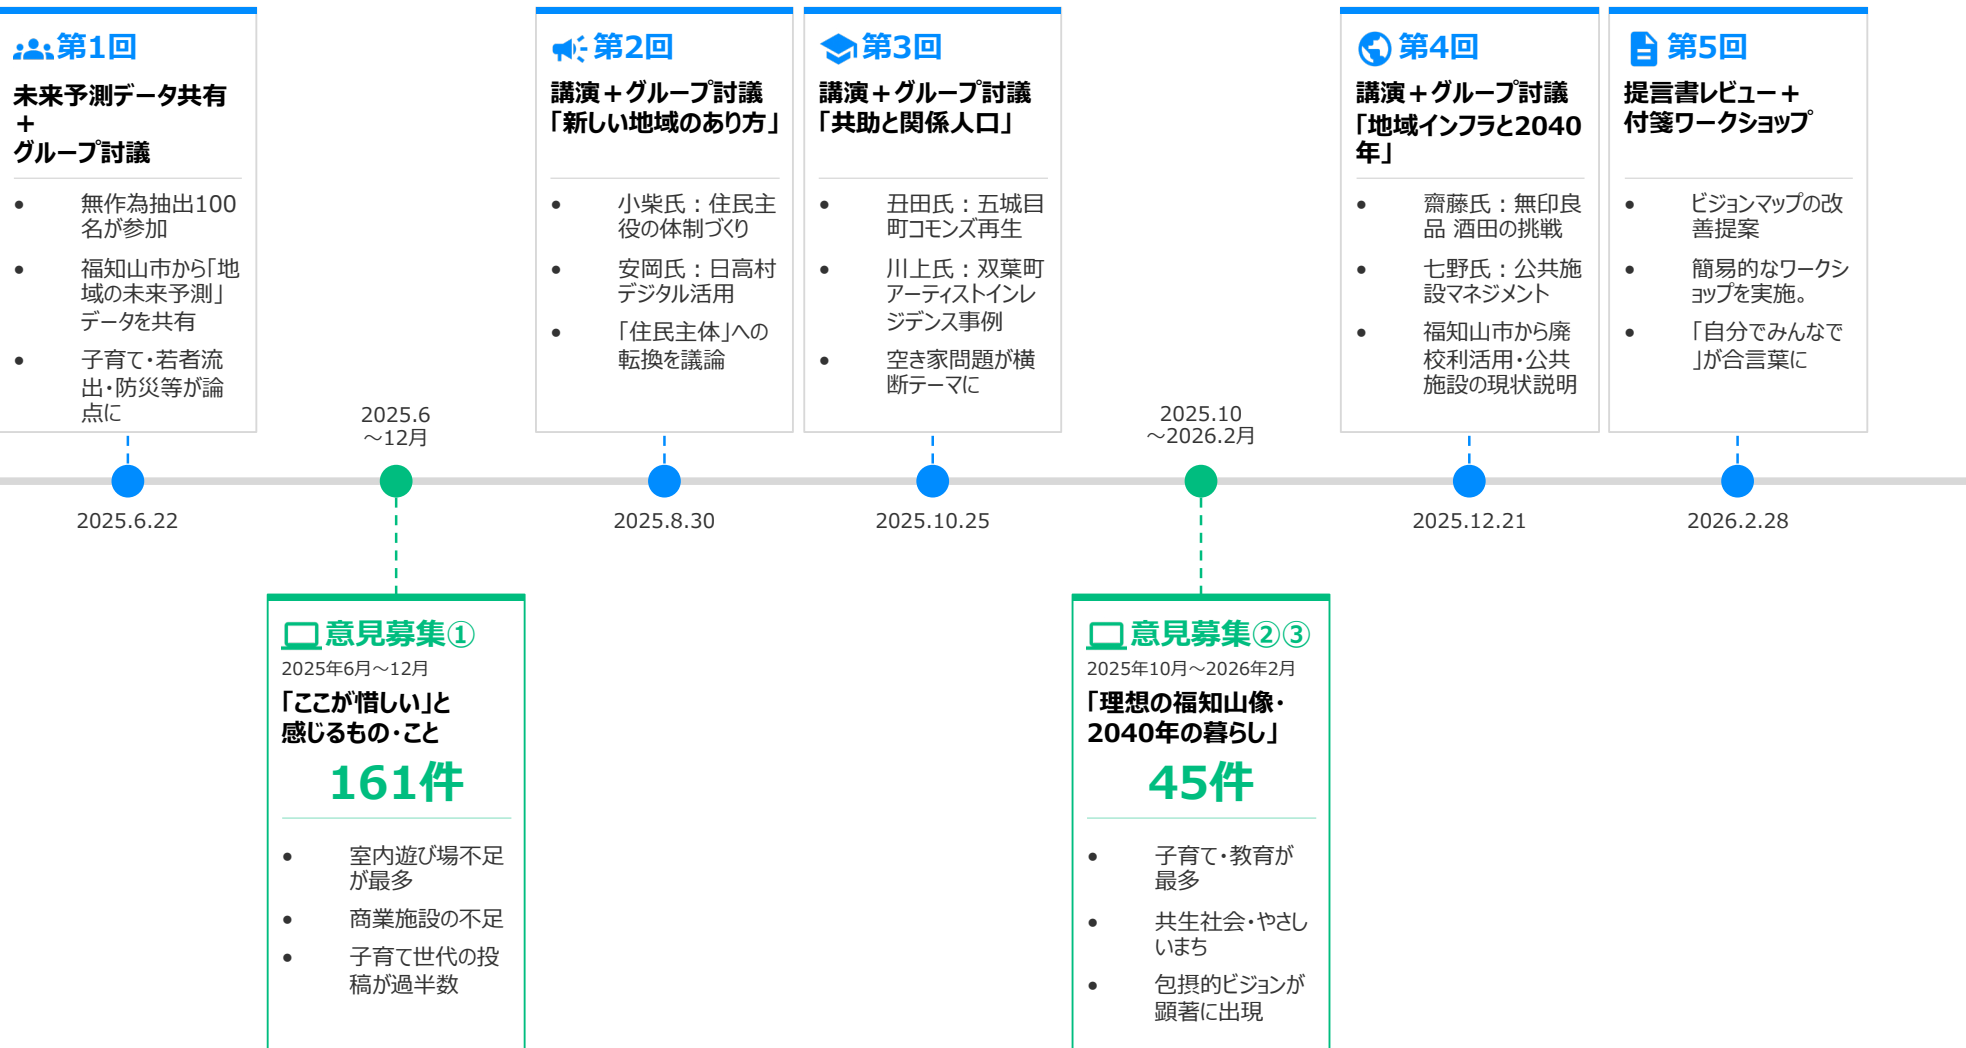 第1回
未来予測データ共有
+
グループ討議
• 無作為抽出100
名が参加
• 福知山市から「地
域の未来予測」
データを共有
• 子育て・若者流
出・防災等が論
点に
2025.6.22
2025.6
～12月
意見募集①
2025年6月～12月
「ここが惜しい」と
感じるもの・こと
161件
• 室内遊び場不足
が最多
• 商業施設の不足
• 子育て世代の投
稿が過半数
第2回
講演＋グループ討議
「新しい地域のあり方」
• 小柴氏：住民主
役の体制づくり
• 安岡氏：日高村
デジタル活用
• 「住民主体」への
転換を議論
2025.8.30
第3回
講演＋グループ討議
「共助と関係人口」
• 丑田氏：五城目
町コモンズ再生
• 川上氏：双葉町
アーティストインレ
ジデンス事例
• 空き家問題が横
断テーマに
2025.10.25
2025.10
～2026.2月
意見募集②③
2025年10月～2026年2月
「理想の福知山像・
2040年の暮らし」
45件
• 子育て・教育が
最多
• 共生社会・やさし
いまち
• 包摂的ビジョンが
顕著に出現
第4回
講演＋グループ討議
「地域インフラと2040
年」
• 齋藤氏：無印良
品 酒田の挑戦
• 七野氏：公共施
設マネジメント
• 福知山市から廃
校利活用・公共
施設の現状説明
2025.12.21
第5回
提言書レビュー＋
付箋ワークショップ
• ビジョンマップの改
善提案
• 簡易的なワークシ
ョップを実施。
• 「自分でみんなで
」が合言葉に
2026.2.28